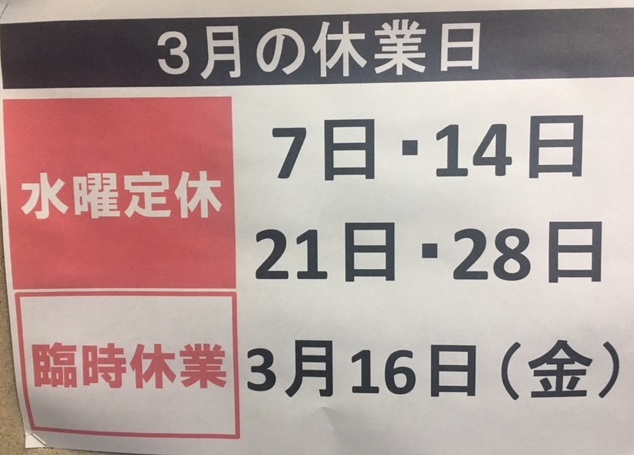 3月の休業日
水曜定休
7日・14日
21日・28日
臨時休業 3月16日(金)